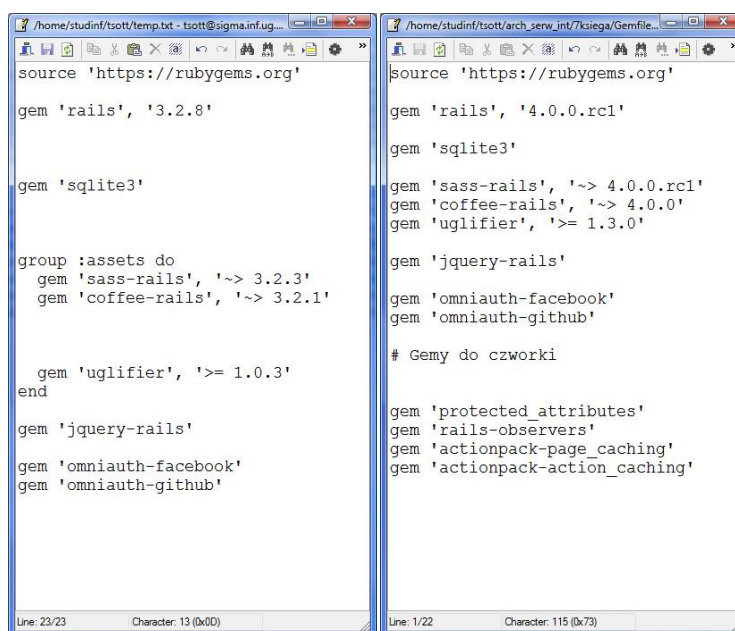 /home/studinf/tsott/temp.txt - tsott@sigma.inf.ug....
source 'https://rubygems.org'
gem 'rails', '3.2.8'
gem 'sqlite3'
group :assets do
gem 'sass-rails', '~> 3.2.3'
gem 'coffee-rails', '~> 3.2.1'
gem 'uglifier', '>= 1.0.3'
end
gem 'jquery-rails'
gem 'omniauth-facebook'
gem 'omniauth-github'
Line: 23/23 Character: 13 (0x0D)
/home/studinf/tsott/arch_serw_int/7ksiega/Gemfile...
source 'https://rubygems.org'
gem 'rails', '4.0.0.rc1'
gem 'sqlite3'
gem 'sass-rails', '~> 4.0.0.rc1'
gem 'coffee-rails', '~> 4.0.0'
gem 'uglifier', '>= 1.3.0'
gem 'jquery-rails'
gem 'omniauth-facebook'
gem 'omniauth-github'
# Gemy do czworki
gem 'protected_attributes'
gem 'rails-observers'
gem 'actionpack-page_caching'
gem 'actionpack-action_caching'
Line: 1/22 Character: 115 (0x73)